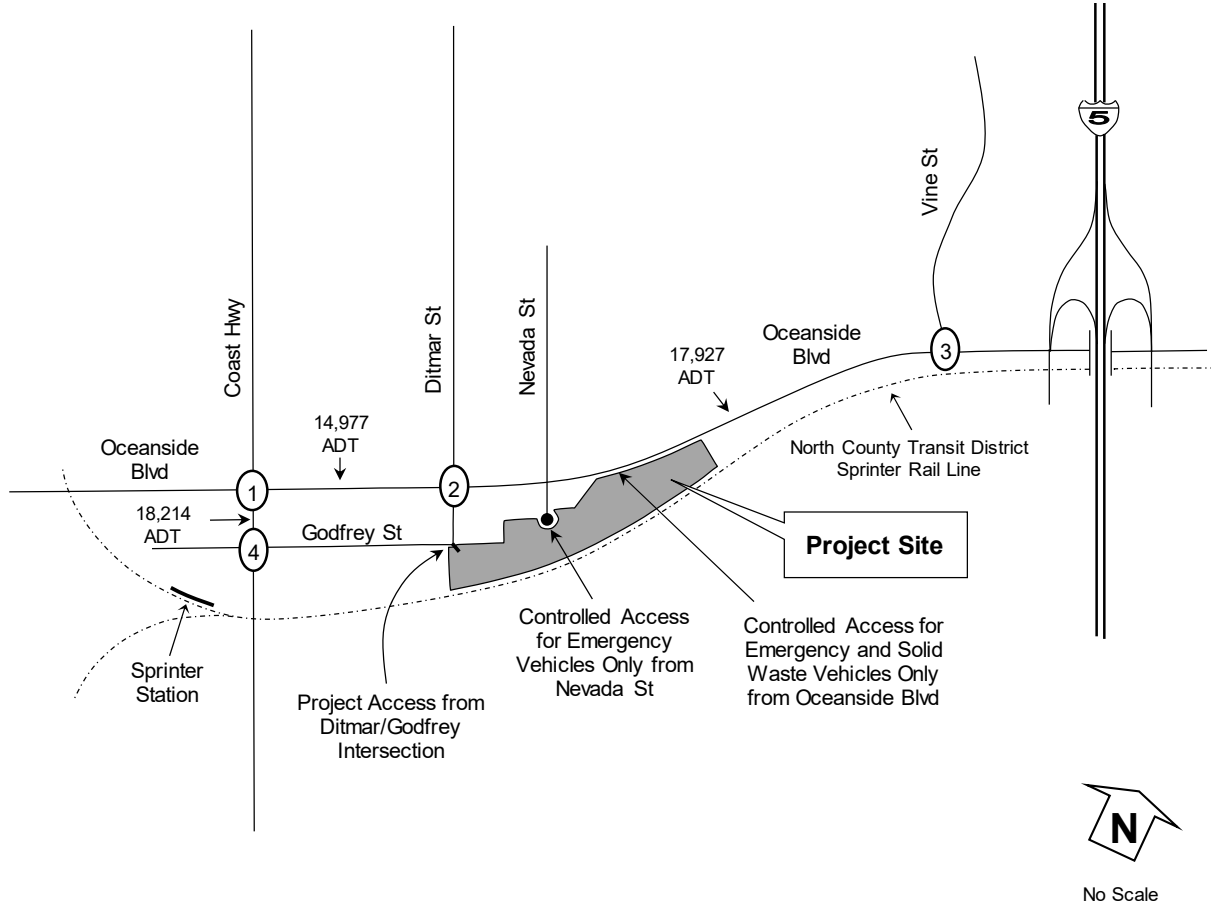 5
Vine St
Coast Hwy
Ditmar St
Nevada St
Oceanside
Blvd
17,927
ADT
3
14,977
ADT
Oceanside
Blvd
North County Transit District
Sprinter Rail Line
1
2
18,214
ADT
Godfrey St
4
Project Site
Controlled Access
for Emergency
Vehicles Only from
Nevada St
Controlled Access for
Emergency and Solid
Waste Vehicles Only
from Oceanside Blvd
Sprinter
Station
Project Access from
Ditmar/Godfrey
Intersection
N
No Scale